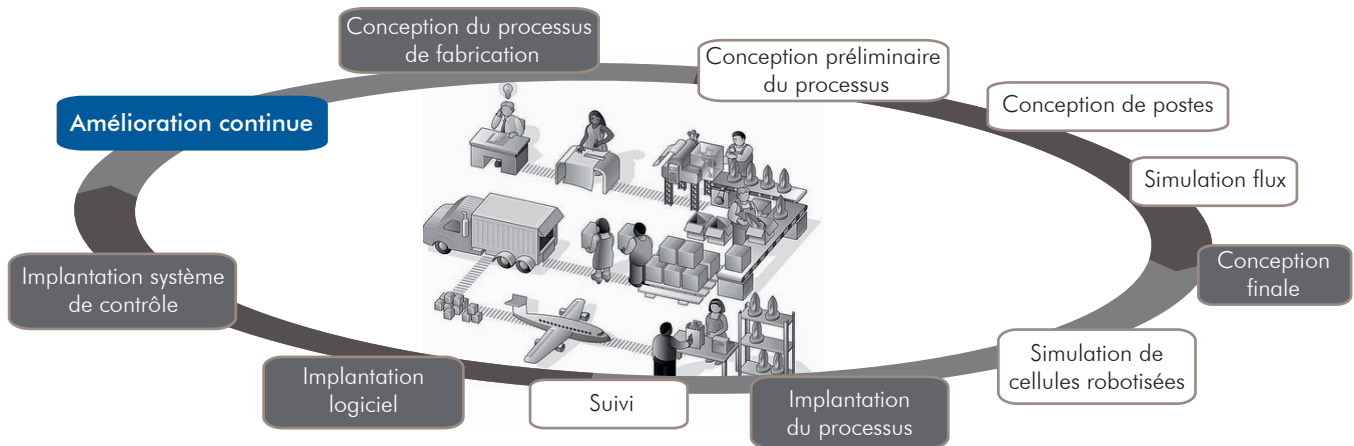 Conception du processus
de fabrication
Conception préliminaire
du processus
Conception de postes
Simulation flux
Conception
finale
Simulation de
cellules robotisées
Implantation
du processus
Suivi
Implantation
logiciel
Implantation système
de contrôle
Amélioration continue